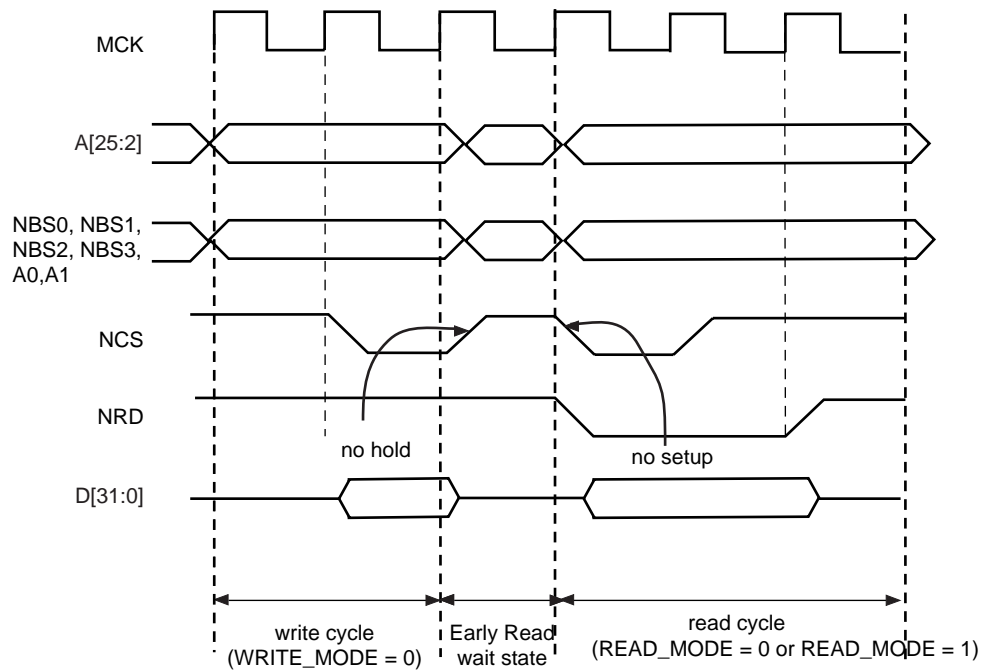 MCK
A[25:2]
NBS0, NBS1,
NBS2, NBS3,
A0,A1
NCS
NRD
no hold
no setup
D[31:0]
write cycle
(WRITE_MODE = 0)
Early Read
wait state
read cycle
(READ_MODE = 0 or READ_MODE = 1)